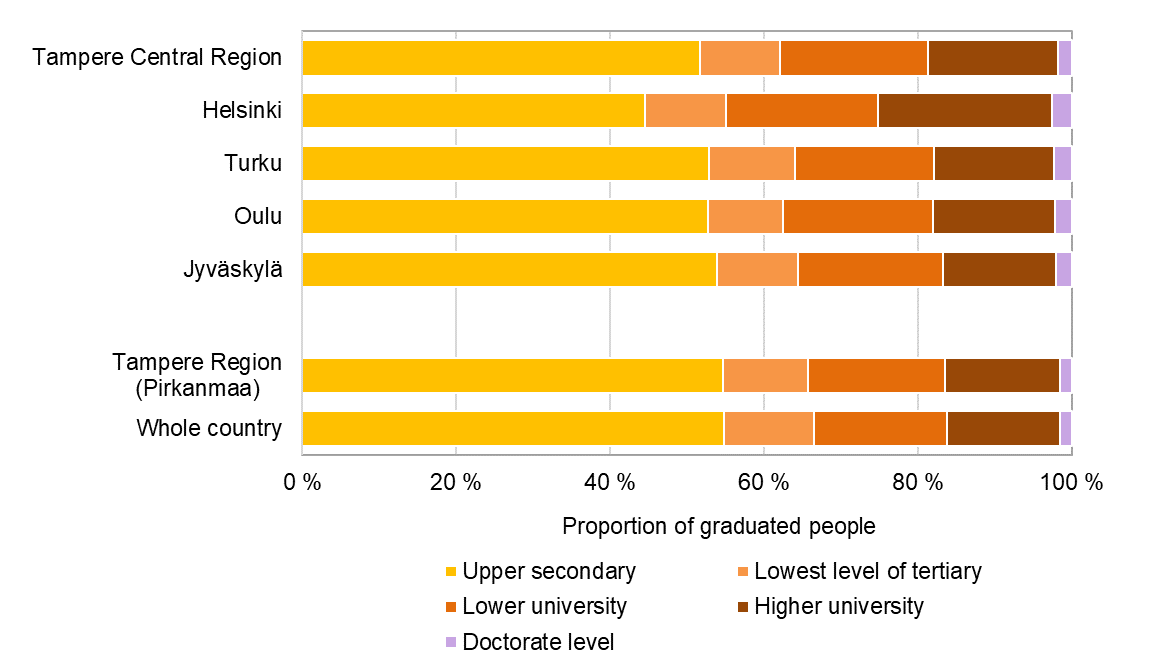 Tampere Central Region
Helsinki
Turku
Oulu
Jyväskylä
Tampere Region
(Pirkanmaa)
Whole country
0 % 20 % 40 % 60 % 80 % 100 %
Proportion of graduated people
Upper secondary Lowest level of tertiary
Lower university Higher university
Doctorate level